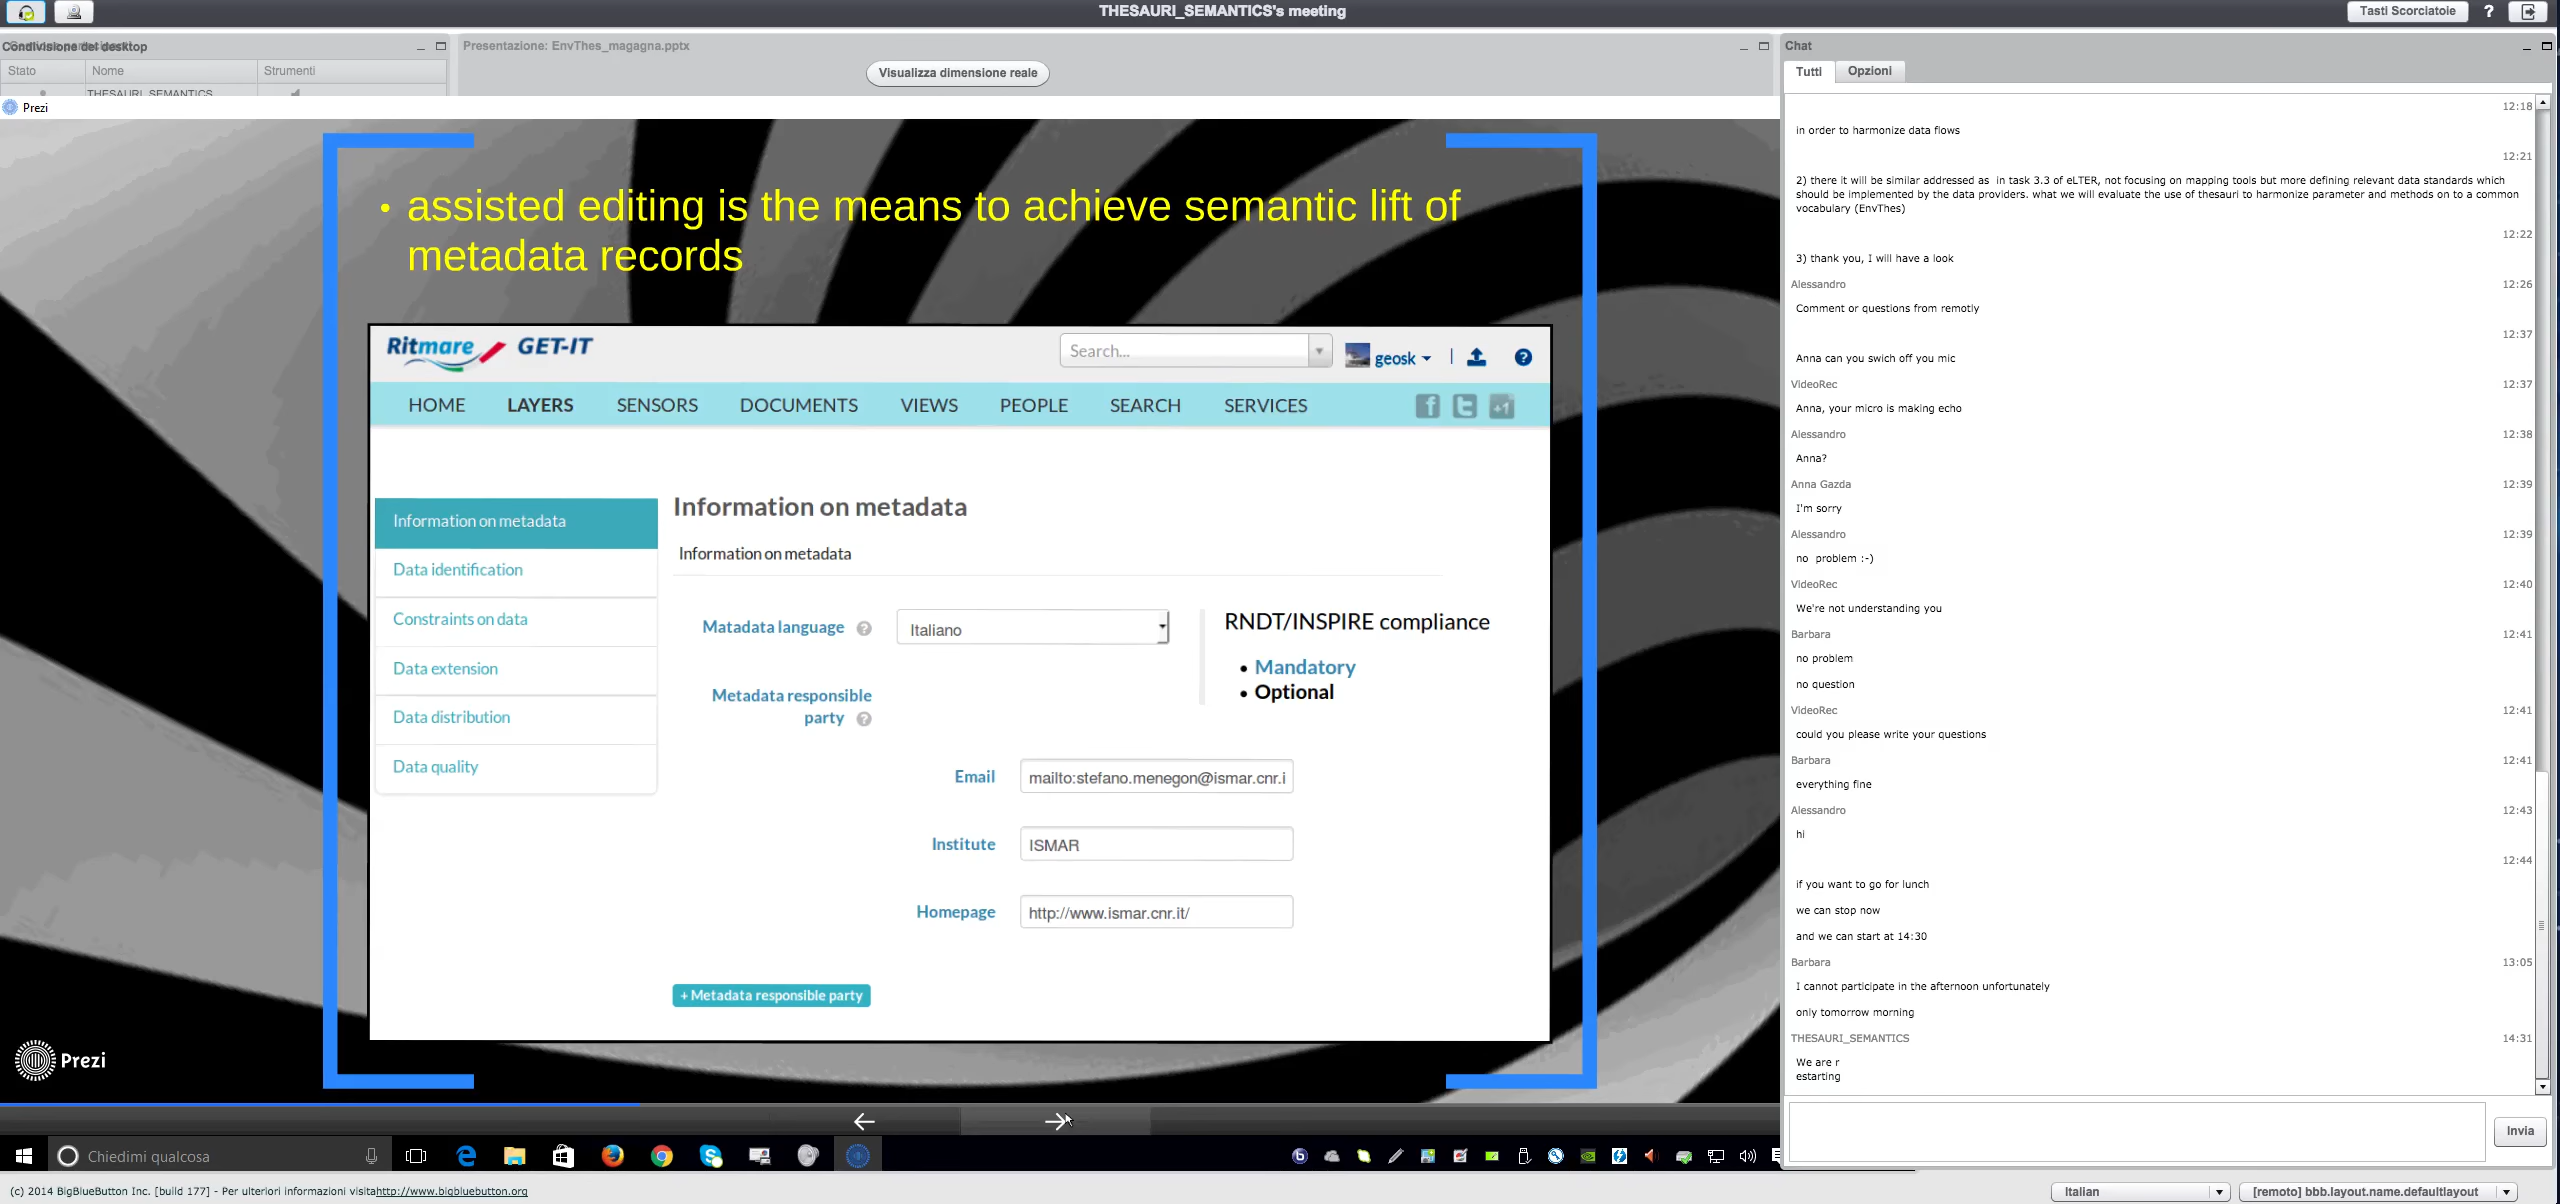 THESAURI_SEMANTICS's meeting
Tasti Scorciatoie
?
Condivisione del desktop
Stato Nome Strumenti
THESAURI_SEMANTICS
Presentazione: EnvThes_magagna.pptx
Visualizza dimensione reale
Prezi
• assisted editing is the means to achieve semantic lift of
metadata records
Ritmare GET-IT
Search...
geosk
HOME LAYERS SENSORS DOCUMENTS VIEWS PEOPLE SEARCH SERVICES
Information on metadata
Data identification
Constraints on data
Data extension
Data distribution
Data quality
Information on metadata
Information on metadata
Matadata language ? Italiano
Metadata responsible
party ?
RNDT/INSPIRE compliance
• Mandatory
• Optional
Email mailto:stefano.menegon@ismar.cnr.i
Institute ISMAR
Homepage http://www.ismar.cnr.it/
+ Metadata responsible party
Prezi
Chiedimi qualcosa
Chat
Tutti Opzioni
12:18
in order to harmonize data flows
12:21
2) there it will be similar addressed as in task 3.3 of eLTER, not focusing on mapping tools but more defining relevant data standards which
should be implemented by the data providers. what we will evaluate the use of thesauri to harmonize parameter and methods on to a common
vocabulary (EnvThes)
12:22
3) thank you, I will have a look
Alessandro 12:26
Comment or questions from remotly
12:37
Anna can you swich off you mic
VideoRec 12:37
Anna, your micro is making echo
Alessandro 12:38
Anna?
Anna Gazda 12:39
I'm sorry
Alessandro 12:39
no problem :-)
VideoRec 12:40
We're not understanding you
Barbara 12:41
no problem
no question
VideoRec 12:41
could you please write your questions
Barbara 12:41
everything fine
Alessandro 12:43
hi
12:44
if you want to go for lunch
we can stop now
and we can start at 14:30
Barbara 13:05
I cannot participate in the afternoon unfortunately
only tomorrow morning
THESAURI_SEMANTICS 14:31
We are r
estarting
Invia
(c) 2014 BigBlueButton Inc. [build 177] - Per ulteriori informazioni visitahttp://www.bigbluebutton.org
Italian
[remoto] bbb.layout.name.defaultlayout